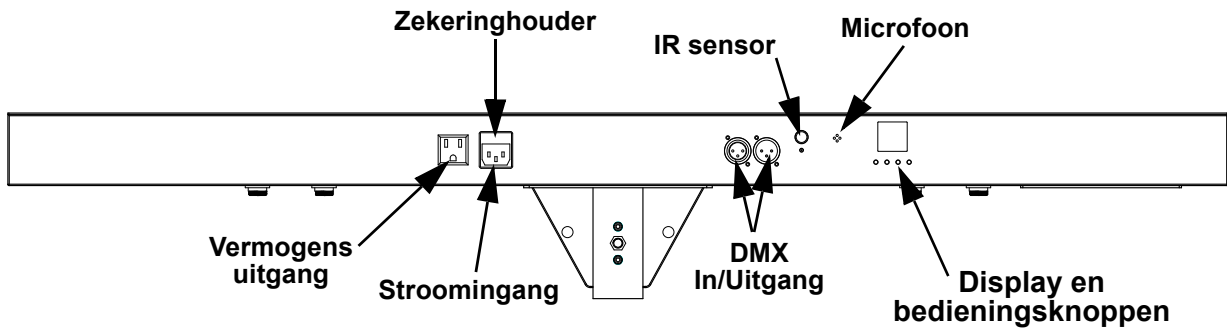 Zekeringhouder
IR sensor
Microfoon
Vermogens
uitgang
Stroomingang
DMX
In/Uitgang
Display en
bedieningsknoppen